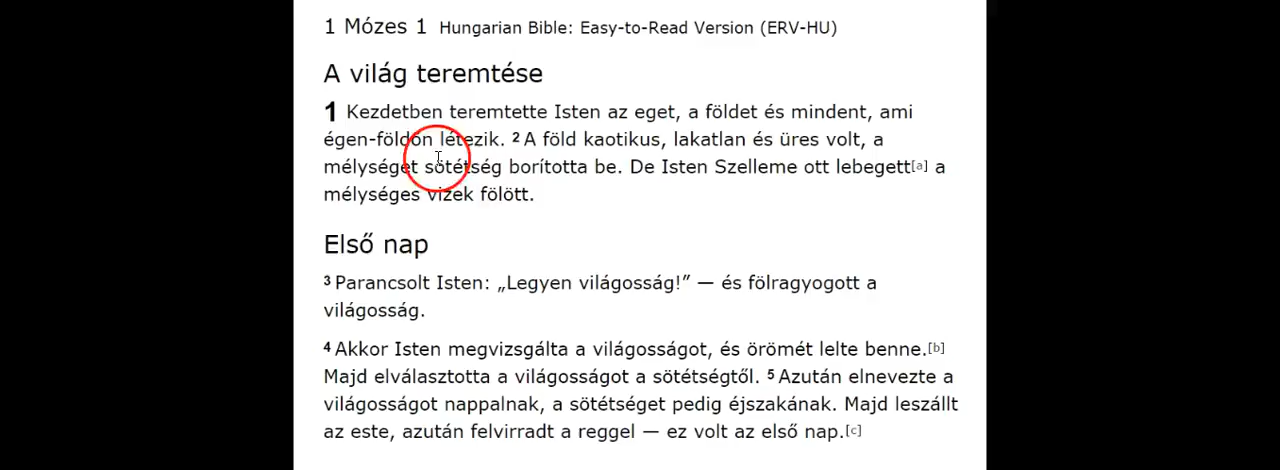 1 Mózes 1 Hungarian Bible: Easy-to-Read Version (ERV-HU)
A világ teremtése
1 Kezdetben teremtette Isten az eget, a földet és mindent, ami
égen-földön létezik. 2 A föld kaotikus, lakatlan és üres volt, a
mélységet sötétség borította be. De Isten Szelleme ott lebegett[a] a
mélységes vizek fölött.
Első nap
3 Parancsolt Isten: „Legyen világosság!” — és fölragyogott a
világosság.
4 Akkor Isten megvizsgálta a világosságot, és örömét lelte benne.[b]
Majd elválasztotta a világosságot a sötétségtől. 5 Azután elnevezte a
világosságot nappalnak, a sötétséget pedig éjszakának. Majd leszállt
az este, azután felvirradt a reggel — ez volt az első nap.[c]